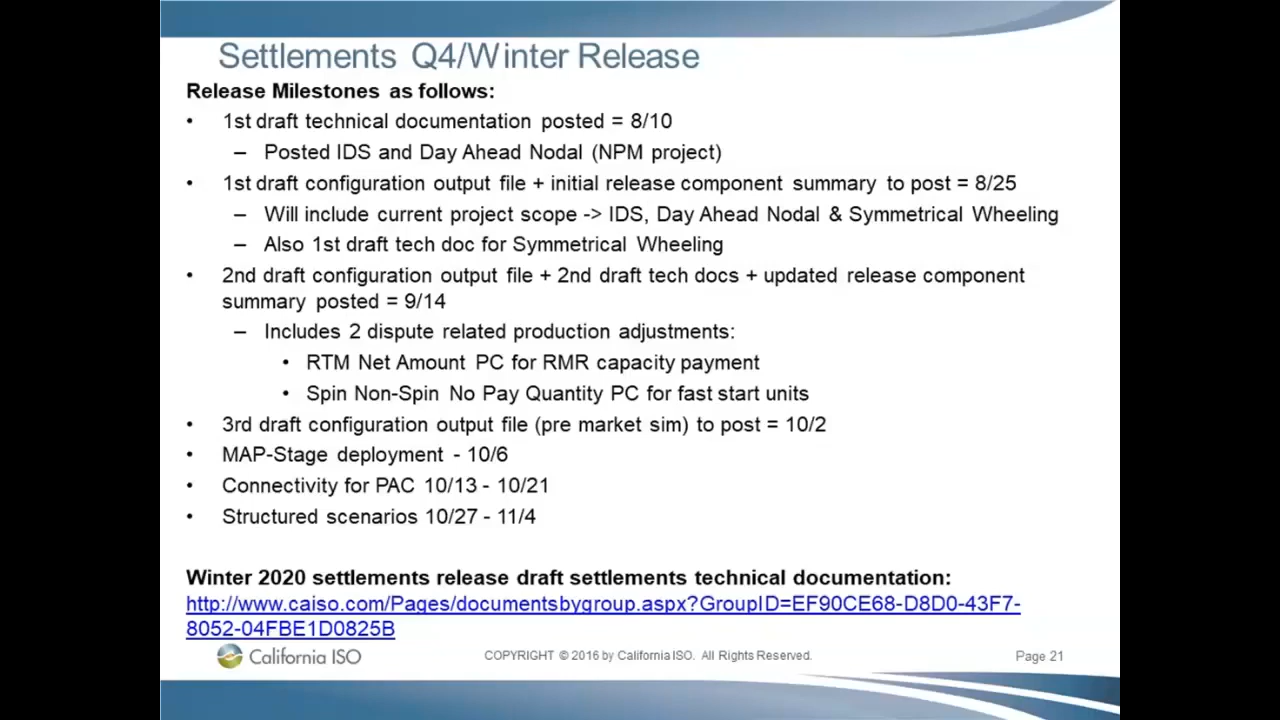 Settlements Q4/Winter Release
Release Milestones as follows:
• 1st draft technical documentation posted = 8/10
– Posted IDS and Day Ahead Nodal (NPM project)
• 1st draft configuration output file + initial release component summary to post = 8/25
– Will include current project scope -> IDS, Day Ahead Nodal & Symmetrical Wheeling
– Also 1st draft tech doc for Symmetrical Wheeling
• 2nd draft configuration output file + 2nd draft tech docs + updated release component
summary posted = 9/14
– Includes 2 dispute related production adjustments:
• RTM Net Amount PC for RMR capacity payment
• Spin Non-Spin No Pay Quantity PC for fast start units
• 3rd draft configuration output file (pre market sim) to post = 10/2
• MAP-Stage deployment - 10/6
• Connectivity for PAC 10/13 - 10/21
• Structured scenarios 10/27 - 11/4
Winter 2020 settlements release draft settlements technical documentation:
http://www.caiso.com/Pages/documentsbygroup.aspx?GroupID=EF90CE68-D8D0-43F7-
8052-04FBE1D0825B
California ISO
COPYRIGHT © 2016 by California ISO. All Rights Reserved.
Page 21